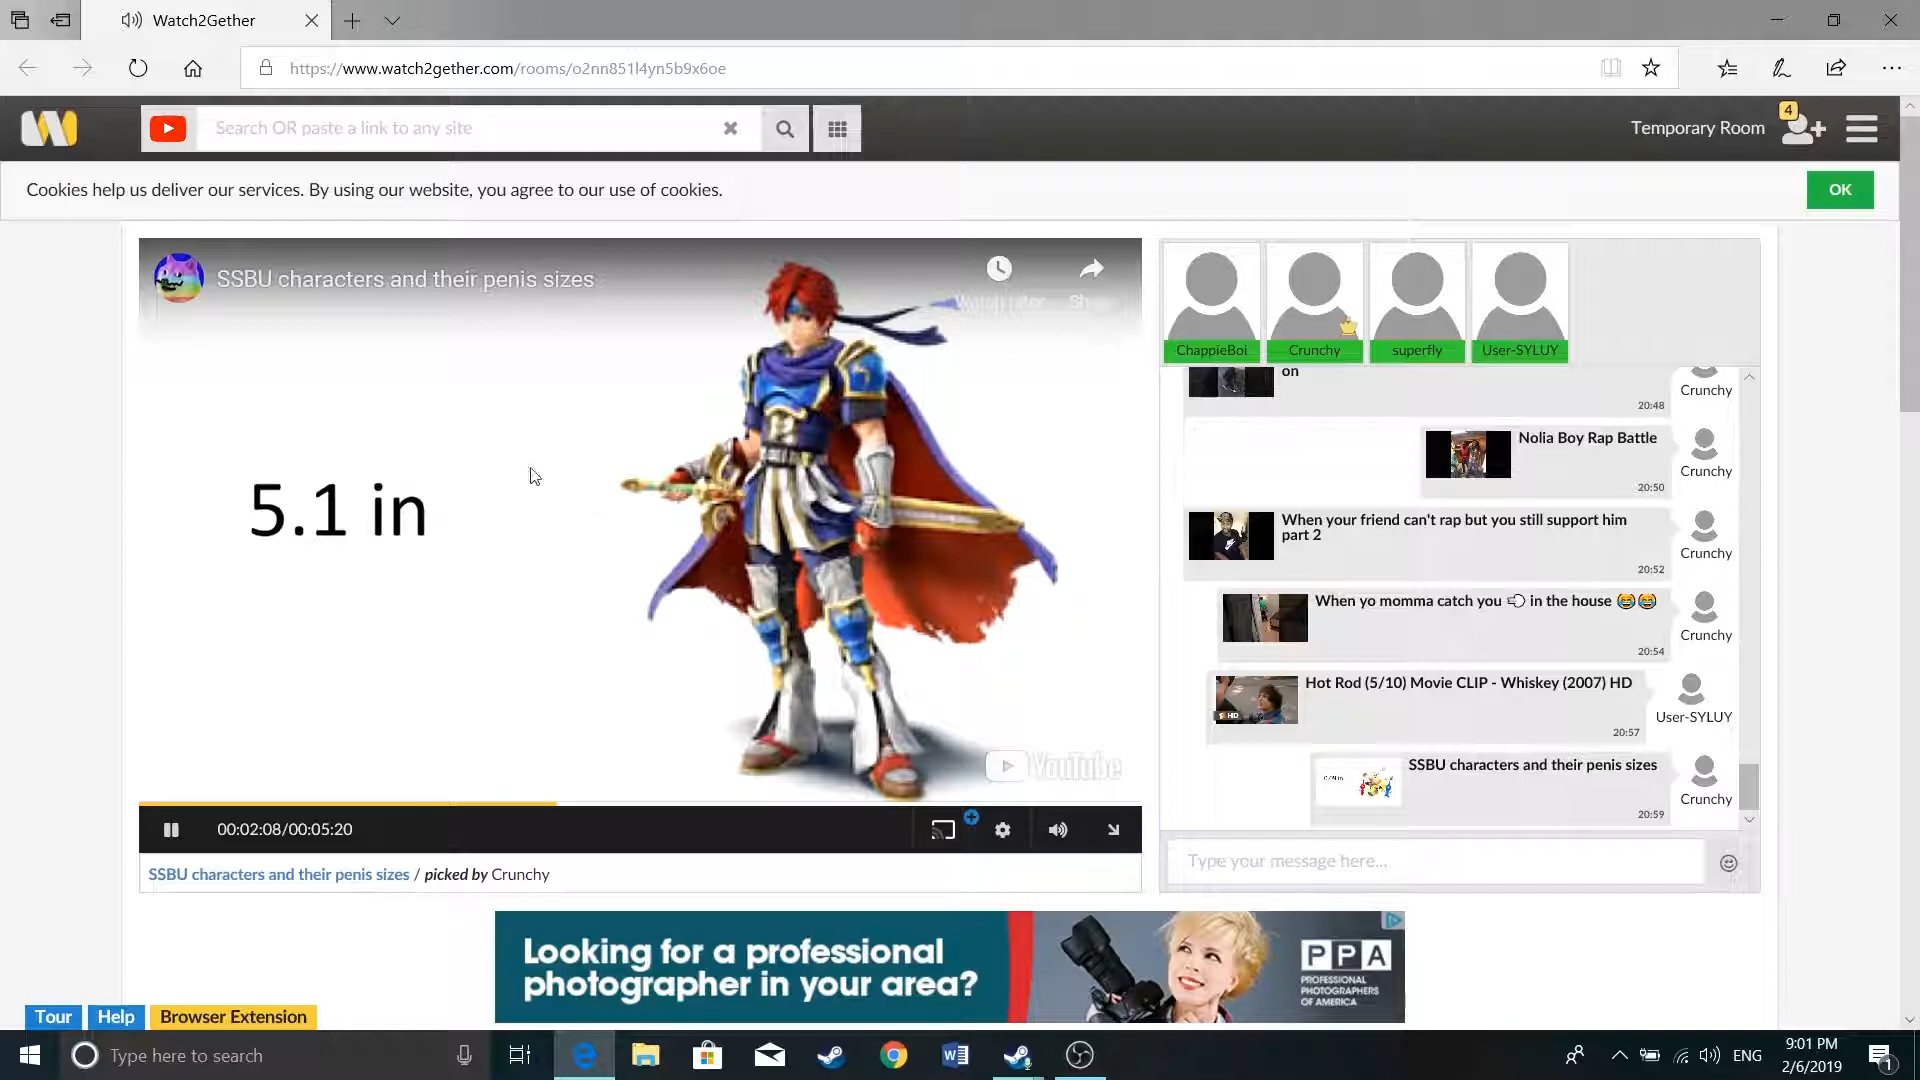 Watch2Gether
https://www.watch2gether.com/rooms/o2nn851l4yn5b9x6oe
Search OR paste a link to any site
Temporary Room
4
Cookies help us deliver our services. By using our website, you agree to our use of cookies.
OK
SSBU characters and their penis sizes
Watch later
Share
5.1 in
YouTube
00:02:08/00:05:20
SSBU characters and their penis sizes / picked by Crunchy
ChappieBoi
Crunchy
superfly
User-SYLUY
on
Crunchy
20:48
Nolia Boy Rap Battle
Crunchy
20:50
When your friend can't rap but you still support him
part 2
Crunchy
20:52
When yo momma catch you 💨 in the house 😂😂
Crunchy
20:54
Hot Rod (5/10) Movie CLIP - Whiskey (2007) HD
HD
User-SYLUY
20:57
SSBU characters and their penis sizes
Crunchy
20:59
Type your message here...
Looking for a professional
photographer in your area?
PPA
PROFESSIONAL
PHOTOGRAPHERS
OF AMERICA
Tour
Help
Browser Extension
Type here to search
ENG
9:01 PM
2/6/2019
1